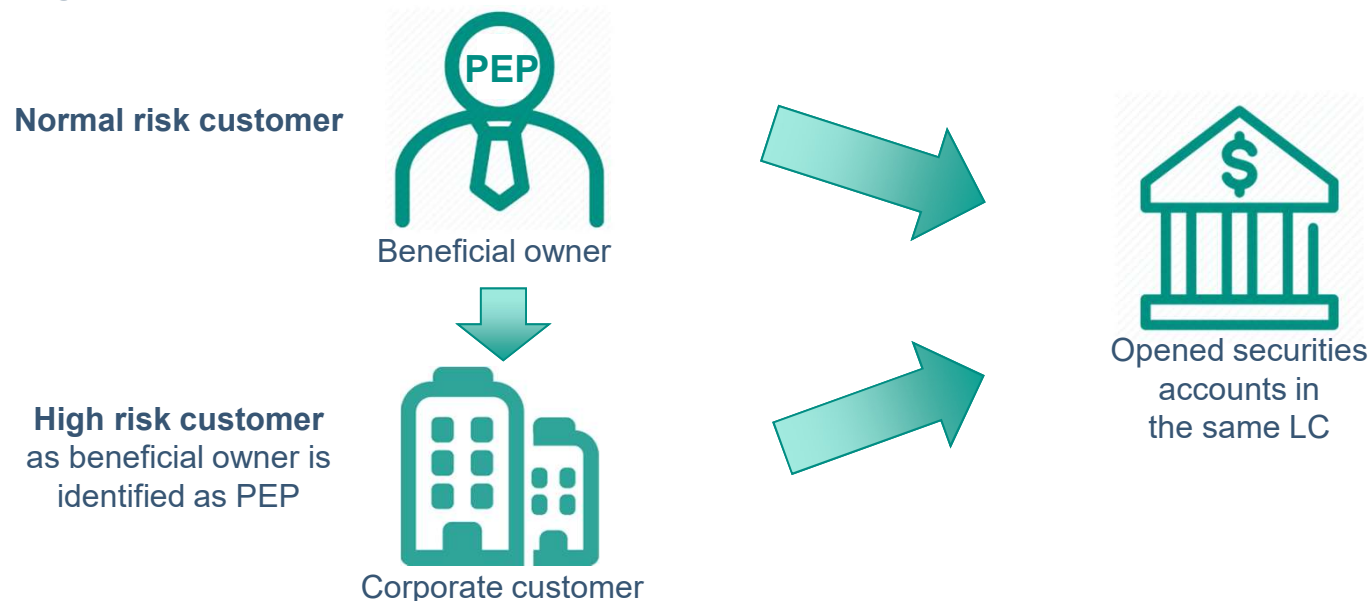 PEP
Normal risk customer
Beneficial owner
$
Opened securities
accounts in
the same LC
High risk customer
as beneficial owner is
identified as PEP
Corporate customer